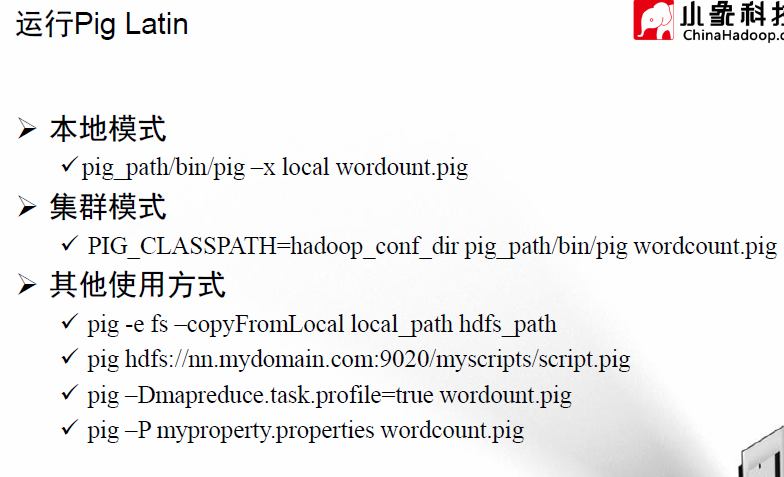 运行Pig Latin
小象科技
ChinaHadoop.c
本地模式
pig_path/bin/pig –x local wordount.pig
集群模式
PIG_CLASSPATH=hadoop_conf_dir pig_path/bin/pig wordcount.pig
其他使用方式
pig -e fs –copyFromLocal local_path hdfs_path
pig hdfs://nn.mydomain.com:9020/myscripts/script.pig
pig –Dmapreduce.task.profile=true wordount.pig
pig –P myproperty.properties wordcount.pig